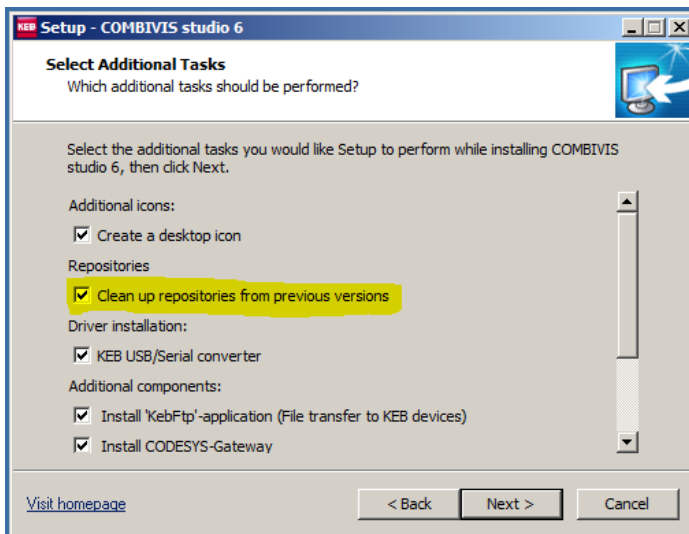 KEB Setup - COMBIVIS studio 6
Select Additional Tasks
Which additional tasks should be performed?
Select the additional tasks you would like Setup to perform while installing COMBIVIS
studio 6, then click Next.
Additional icons:
Create a desktop icon
Repositories
Clean up repositories from previous versions
Driver installation:
KEB USB/Serial converter
Additional components:
Install 'KebFtp'-application (File transfer to KEB devices)
Install CODESYS-Gateway
Visit homepage
< Back
Next >
Cancel